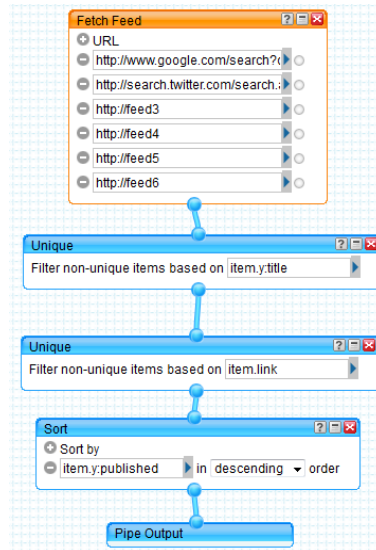 Fetch Feed
URL
http://www.google.com/search?
http://search.twitter.com/search.
http://feed3
http://feed4
http://feed5
http://feed6
Unique
Filter non-unique items based on item.y:title
Unique
Filter non-unique items based on item.link
Sort
Sort by
item.y:published in descending order
Pipe Output